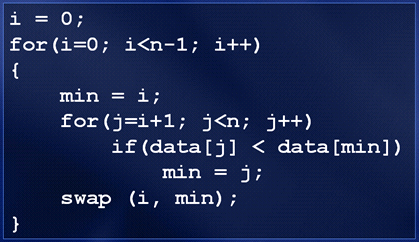 i = 0;
for(i=0; i<n-1; i++)
{
    min = i;
    for(j=i+1; j<n; j++)
        if(data[j] < data[min])
            min = j;
    swap (i, min);
}